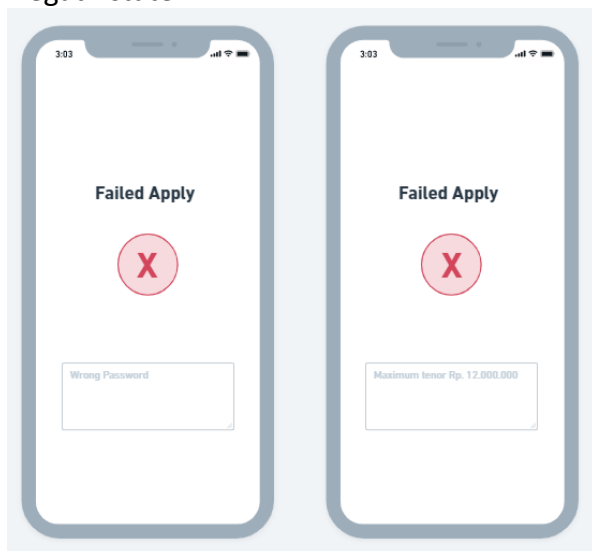 3:03
Failed Apply
X
Wrong Password
3:03
Failed Apply
X
Maximum tenor Rp. 12.000.000